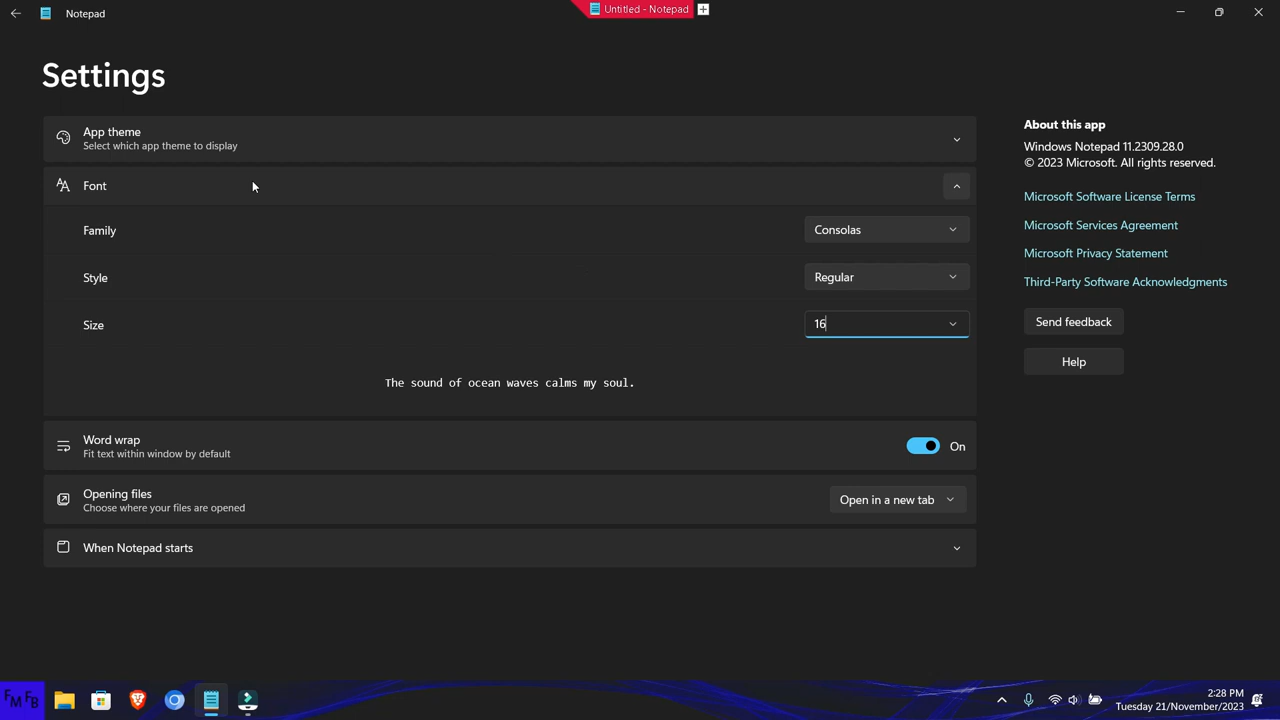 Notepad
Untitled - Notepad
Settings
App theme
Select which app theme to display
Font
Family
Consolas
Style
Regular
Size
16
The sound of ocean waves calms my soul.
Word wrap
Fit text within window by default
On
Opening files
Choose where your files are opened
Open in a new tab
When Notepad starts
About this app
Windows Notepad 11.2309.28.0
© 2023 Microsoft. All rights reserved.
Microsoft Software License Terms
Microsoft Services Agreement
Microsoft Privacy Statement
Third-Party Software Acknowledgments
Send feedback
Help
FM FB
2:28 PM
Tuesday 21/November/2023